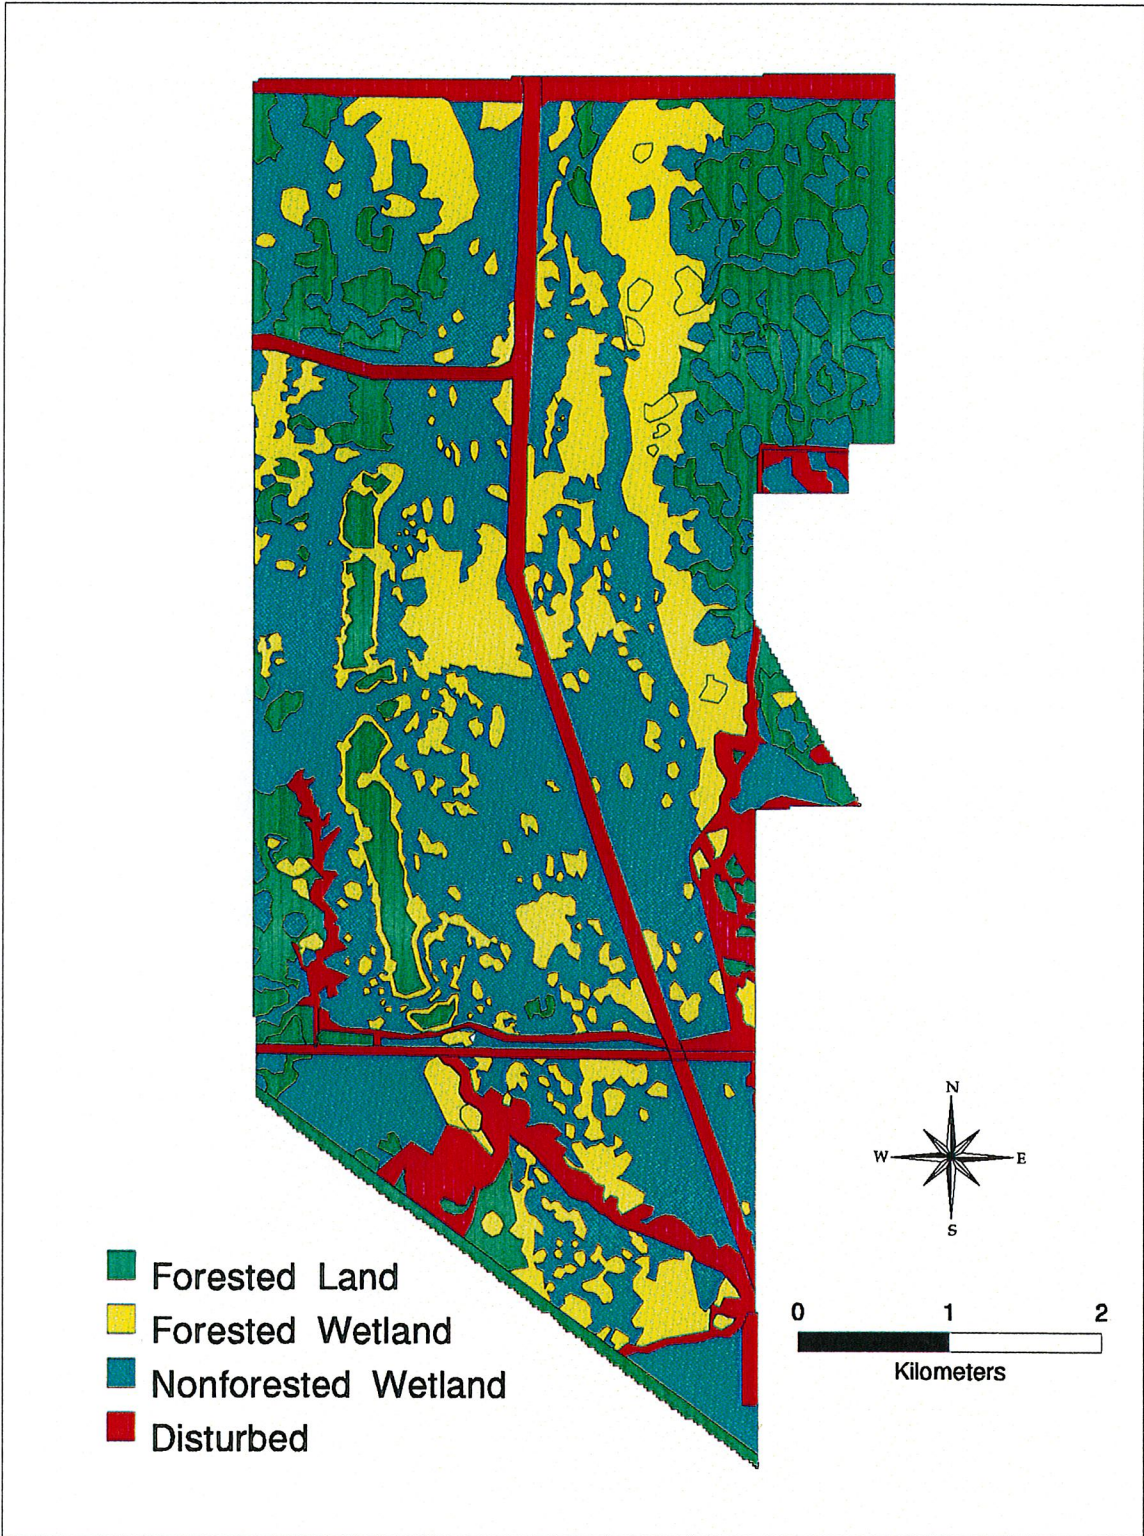 N
W E
S
Forested Land
Forested Wetland
Nonforested Wetland
Disturbed
0 1 2
Kilometers